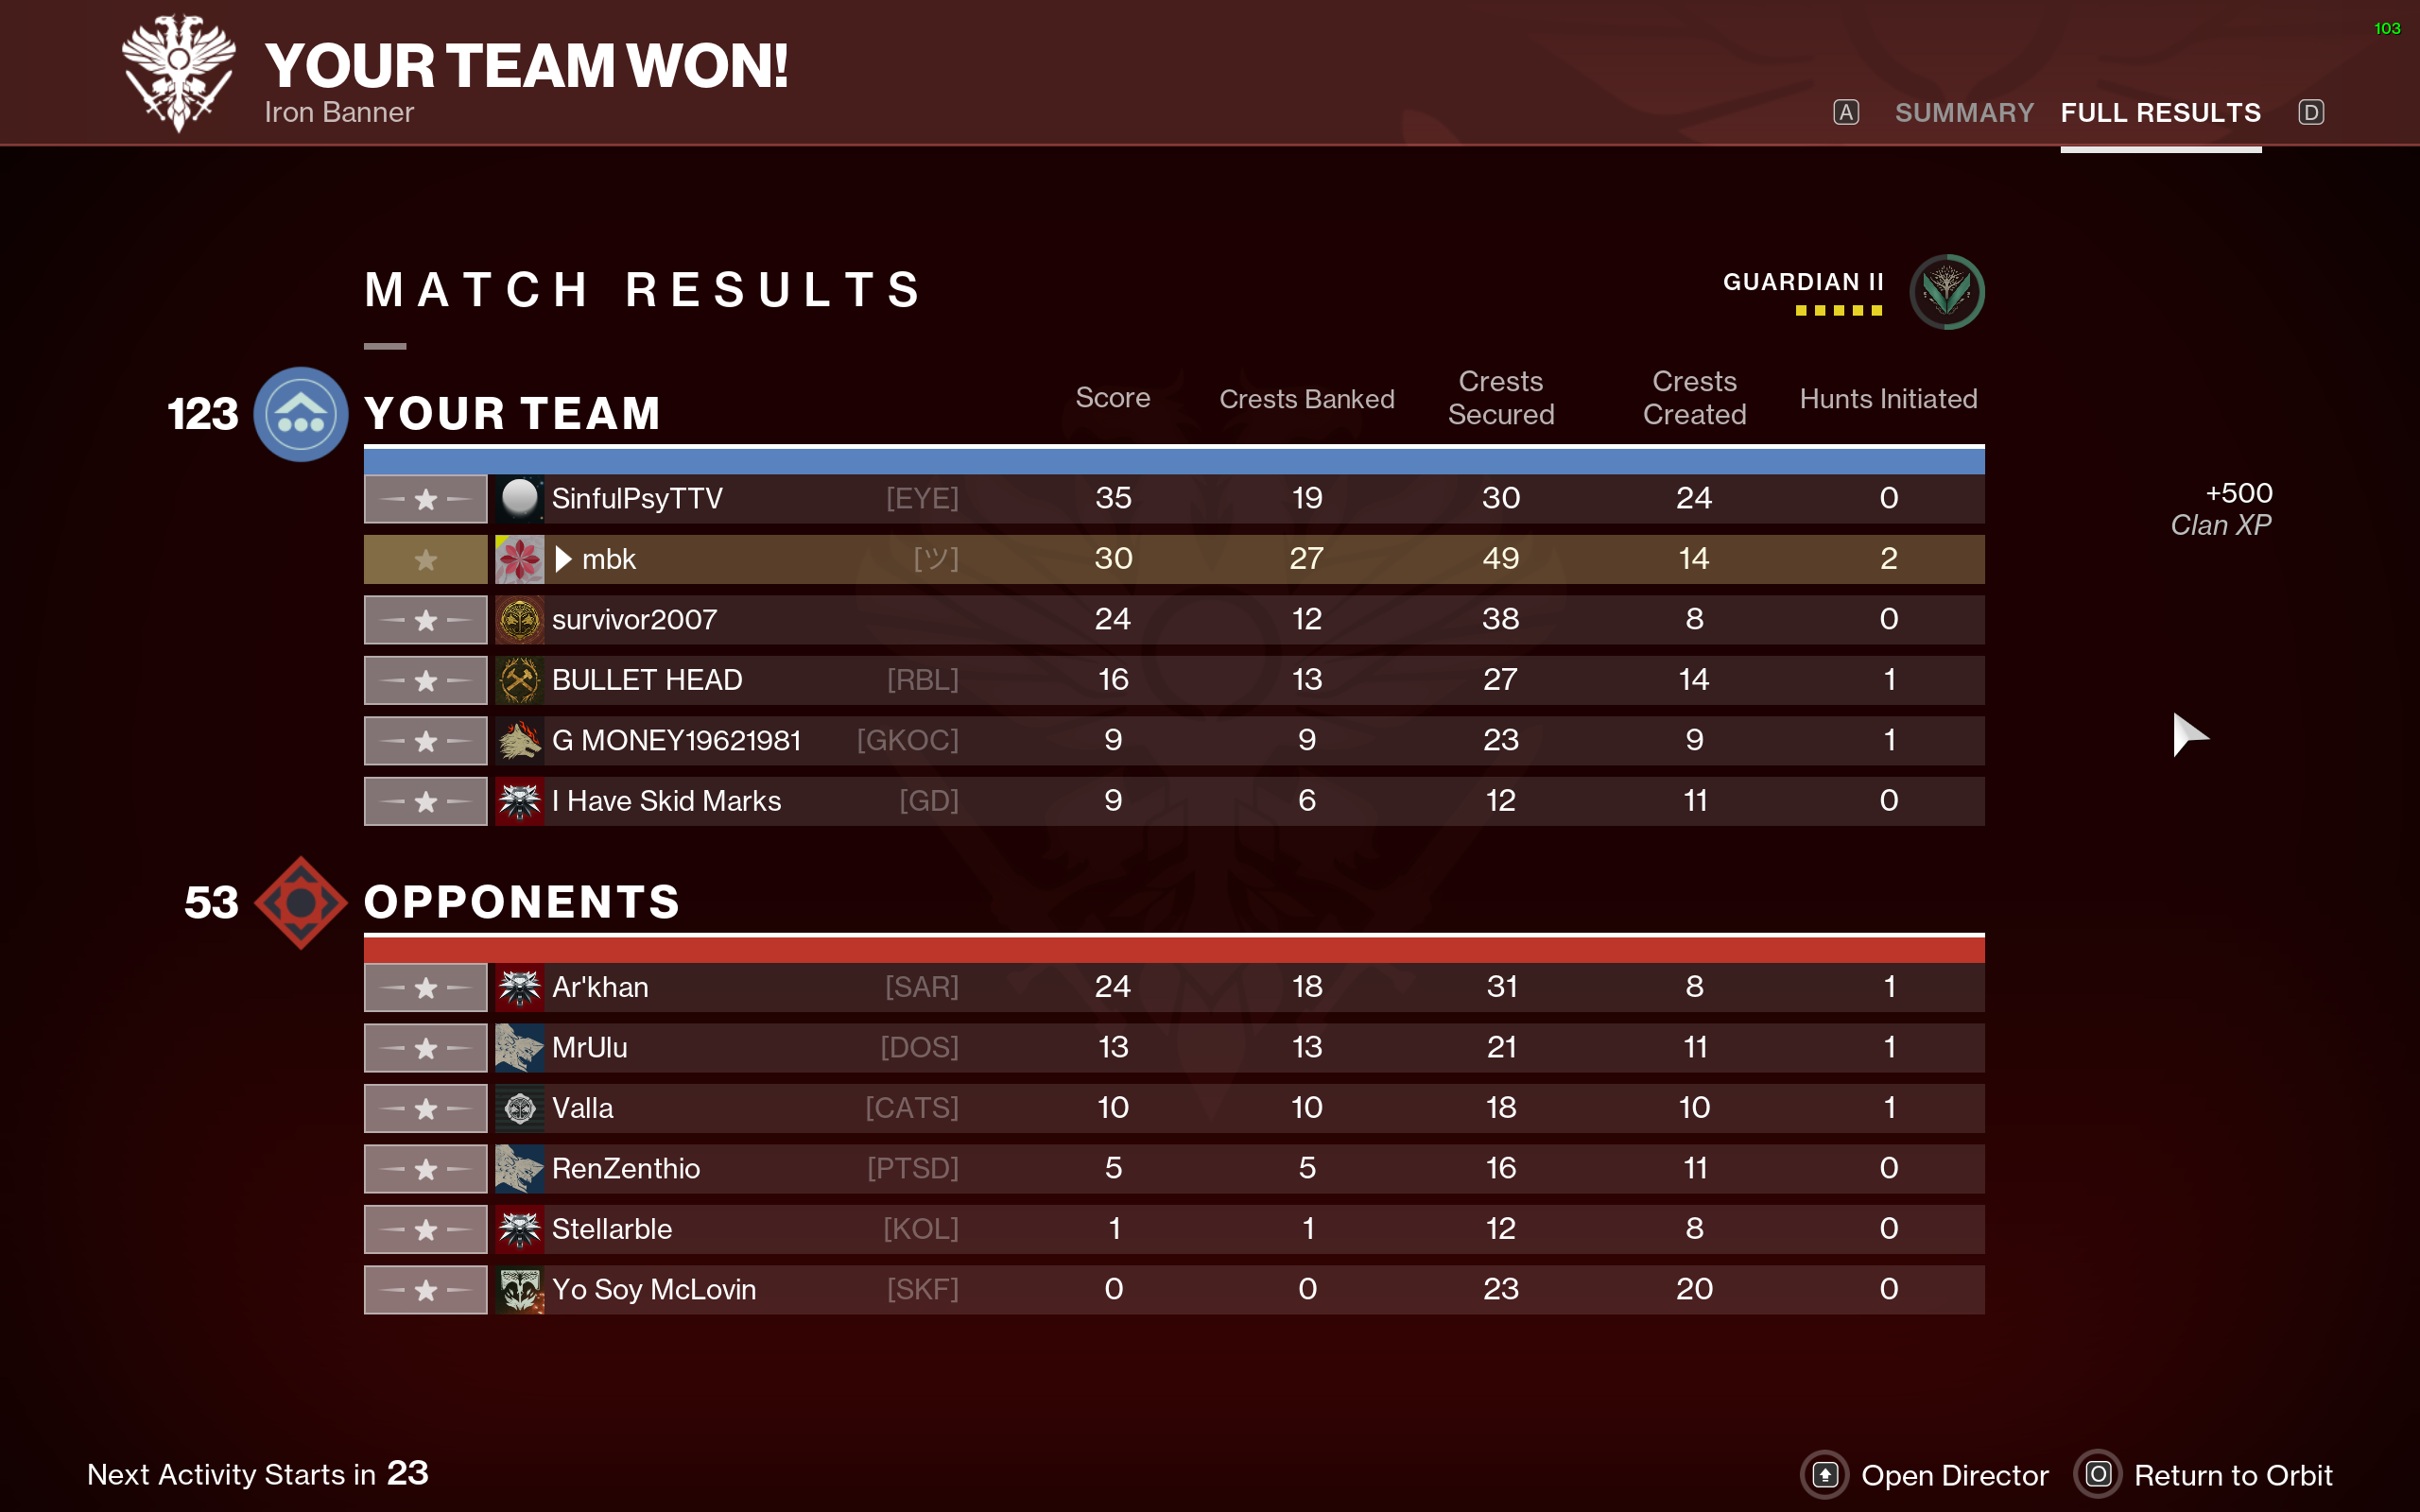 103
YOUR TEAM WON!
Iron Banner
A SUMMARY FULL RESULTS D
MATCH RESULTS
GUARDIAN II
123 YOUR TEAM Score Crests Banked Crests Secured Crests Created Hunts Initiated
SinfulPsyTTV [EYE] 35 19 30 24 0
+500
Clan XP
mbk [ツ] 30 27 49 14 2
survivor2007 24 12 38 8 0
BULLET HEAD [RBL] 16 13 27 14 1
G MONEY19621981 [GKOC] 9 9 23 9 1
I Have Skid Marks [GD] 9 6 12 11 0
53 OPPONENTS
Ar'khan [SAR] 24 18 31 8 1
MrUlu [DOS] 13 13 21 11 1
Valla [CATS] 10 10 18 10 1
RenZenthio [PTSD] 5 5 16 11 0
Stellarble [KOL] 1 1 12 8 0
Yo Soy McLovin [SKF] 0 0 23 20 0
Next Activity Starts in 23
Open Director O Return to Orbit